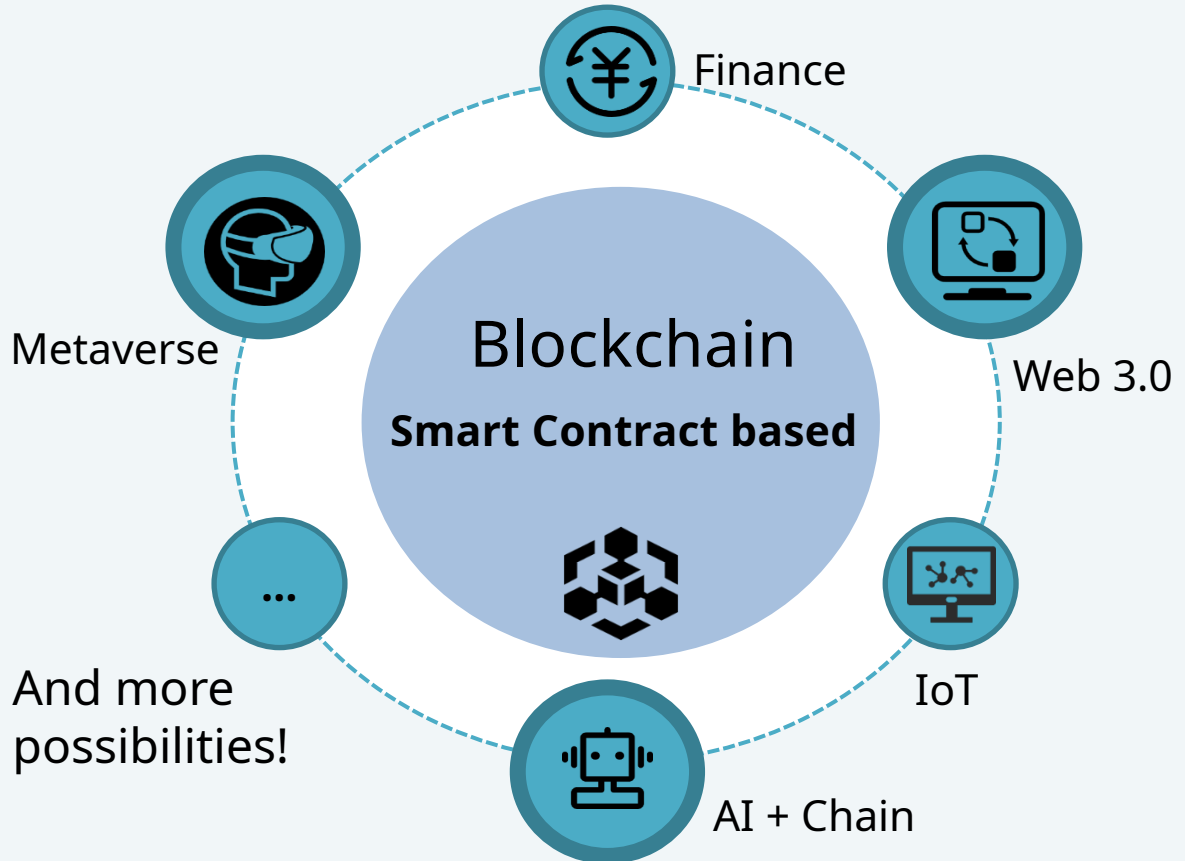 Finance
Metaverse
Web 3.0
Blockchain
Smart Contract based
...
And more
possibilities!
IoT
AI + Chain
¥